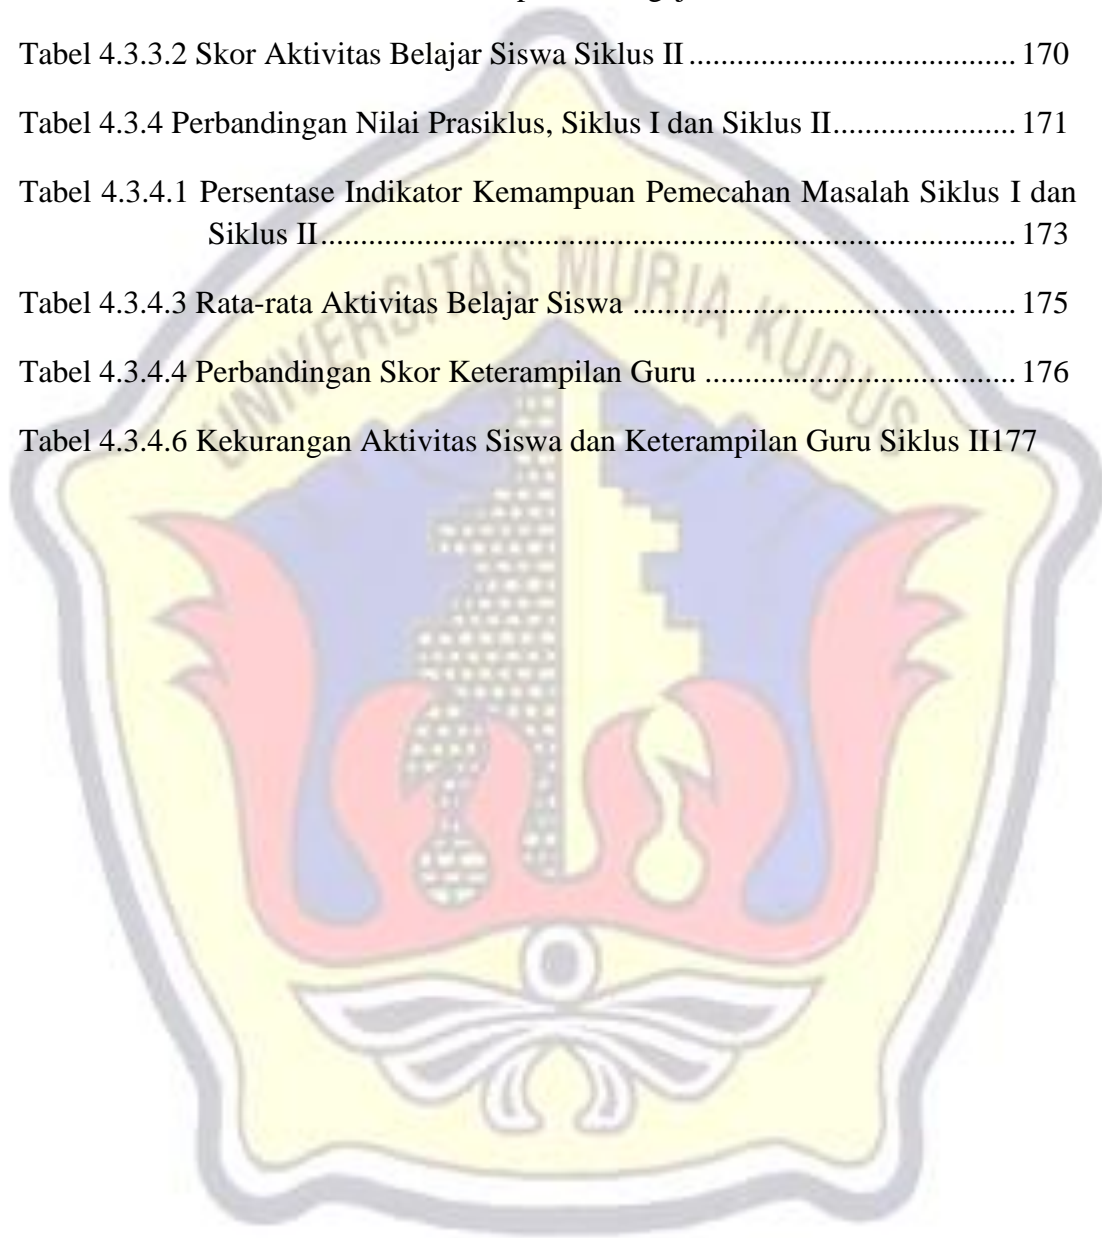 Tabel 4.3.3.2 Skor Aktivitas Belajar Siswa Siklus II ........................................ 170
Tabel 4.3.4 Perbandingan Nilai Prasiklus, Siklus I dan Siklus II....................... 171
Tabel 4.3.4.1 Persentase Indikator Kemampuan Pemecahan Masalah Siklus I dan
Siklus II....................................................................................... 173
Tabel 4.3.4.3 Rata-rata Aktivitas Belajar Siswa ................................................ 175
Tabel 4.3.4.4 Perbandingan Skor Keterampilan Guru ....................................... 176
Tabel 4.3.4.6 Kekurangan Aktivitas Siswa dan Keterampilan Guru Siklus II177
UNIVERSITAS MURIA KUDUS